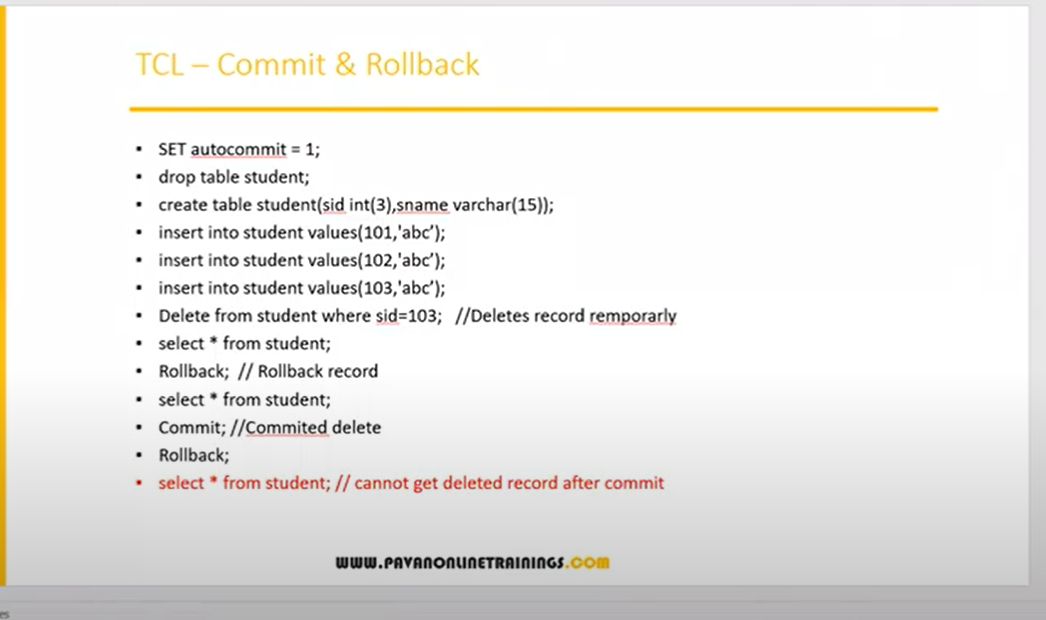 TCL – Commit & Rollback
▪ SET autocommit = 1;
▪ drop table student;
▪ create table student(sid int(3),sname varchar(15));
▪ insert into student values(101,'abc’);
▪ insert into student values(102,'abc’);
▪ insert into student values(103,'abc’);
▪ Delete from student where sid=103; //Deletes record remporarly
▪ select * from student;
▪ Rollback; // Rollback record
▪ select * from student;
▪ Commit; //Commited delete
▪ Rollback;
▪ select * from student; // cannot get deleted record after commit
WWW.PAVANONLINETRAININGS.COM
es